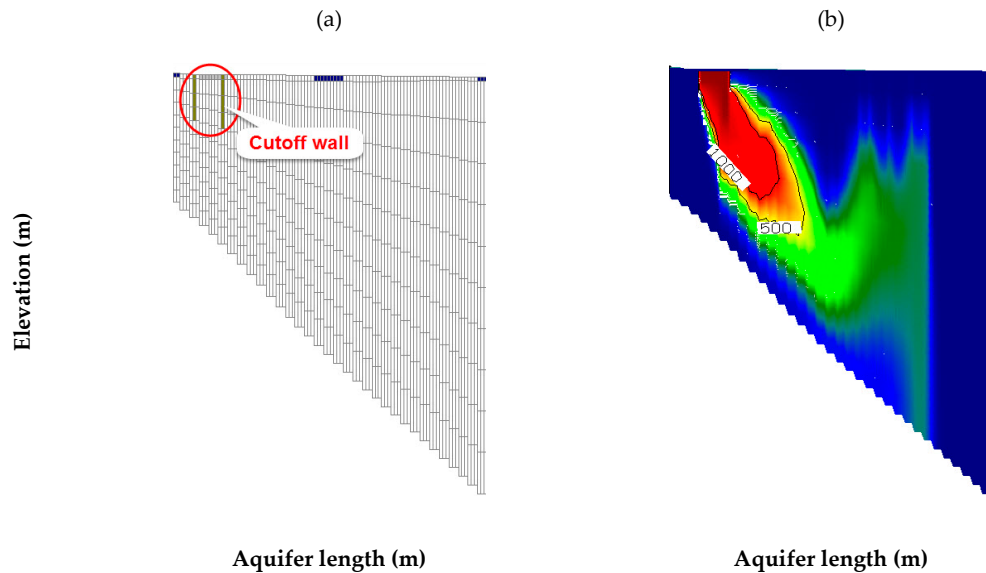 (a)
(b)
Cutoff wall
1000
500
Elevation (m)
Aquifer length (m)
Aquifer length (m)